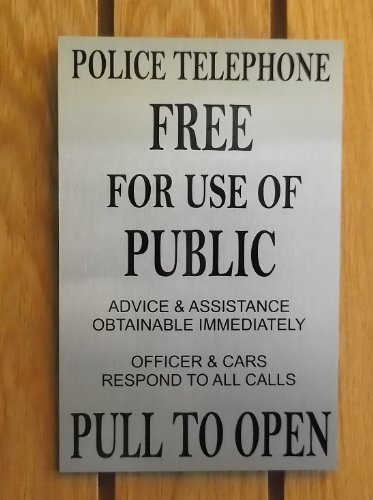 POLICE TELEPHONE
FREE
FOR USE OF
PUBLIC
ADVICE & ASSISTANCE
OBTAINABLE IMMEDIATELY
OFFICER & CARS
RESPOND TO ALL CALLS
PULL TO OPEN